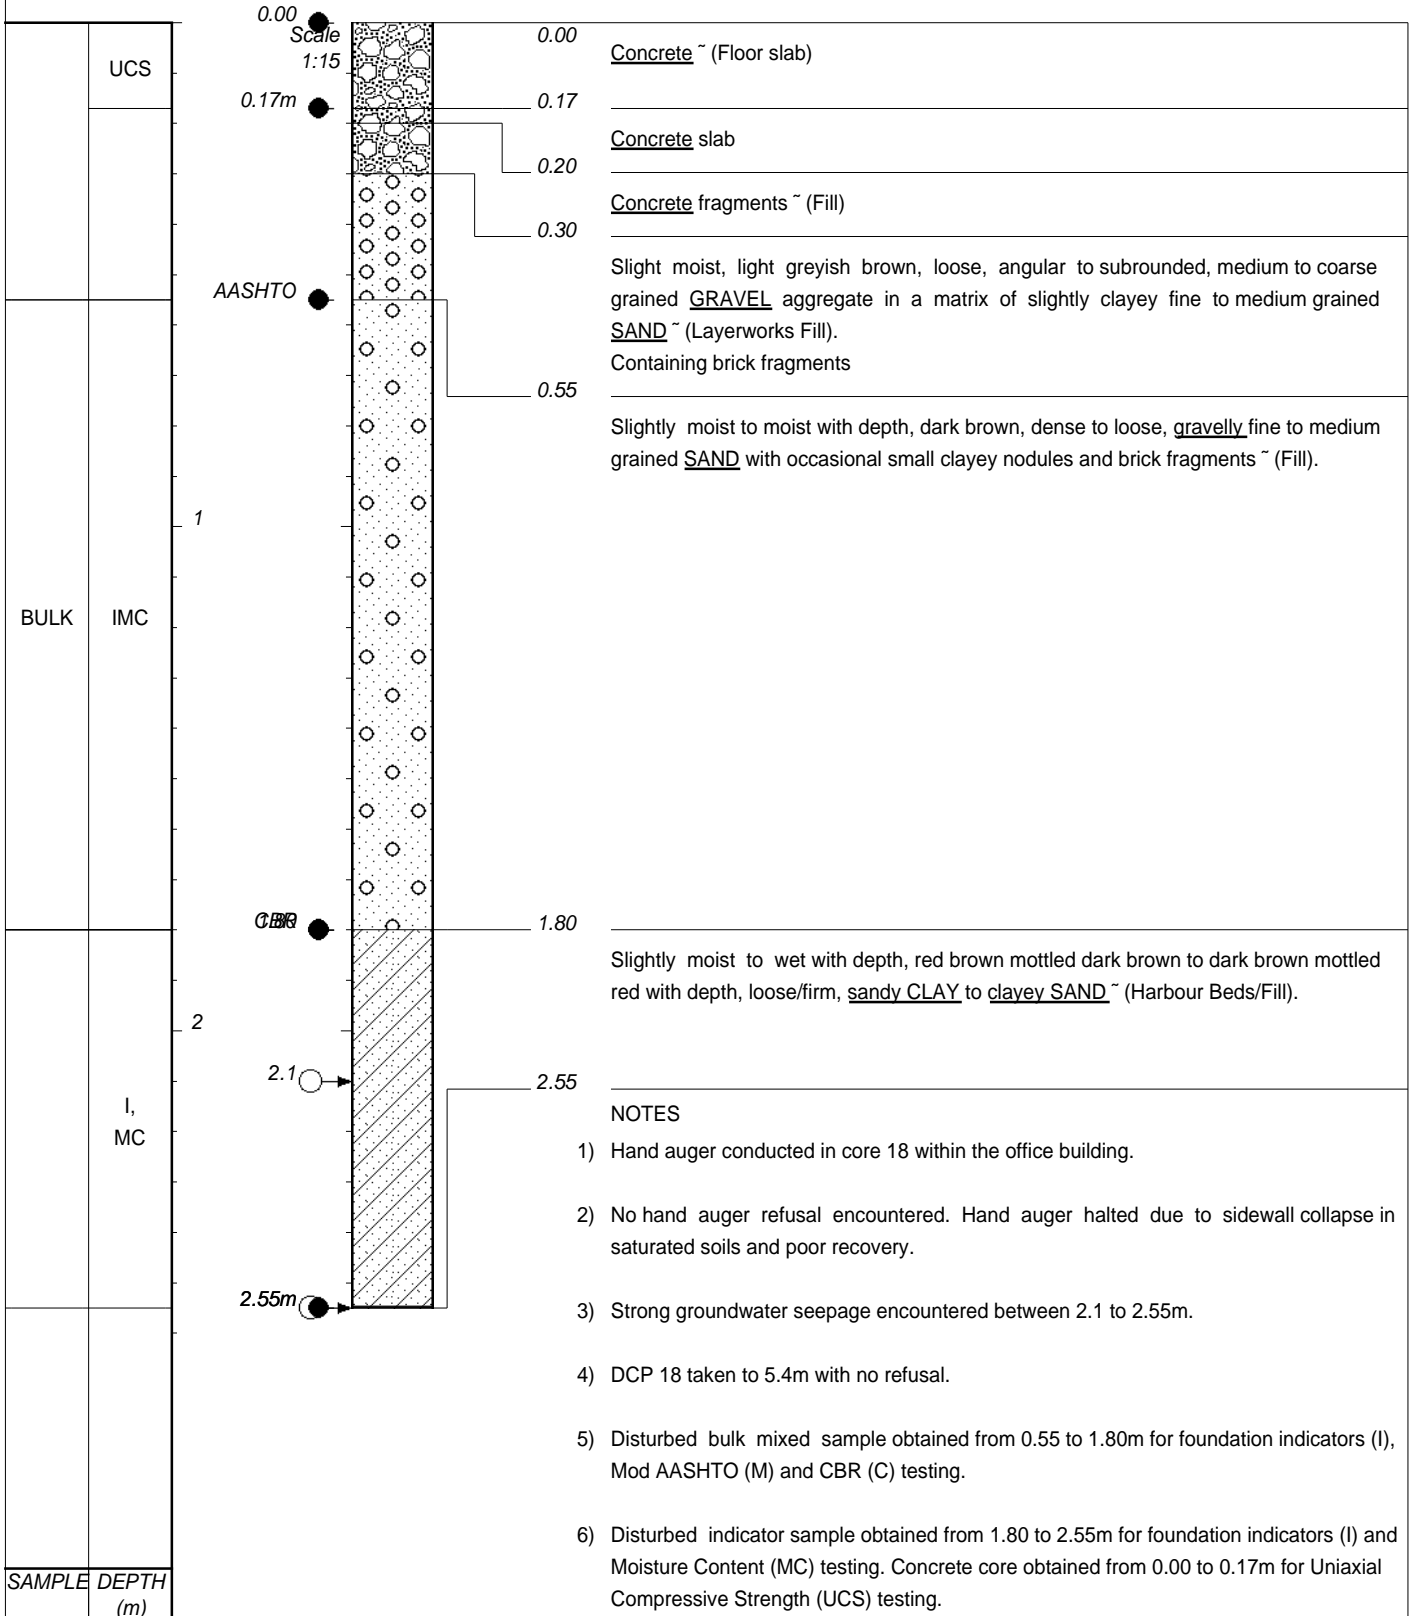 0.00
Scale
1:15
UCS
0.17m
AASHTO
1
BULK IMC
CBR
2
2.1
I,
MC
2.55m
SAMPLE DEPTH
(m)
0.00
Concrete ˜ (Floor slab)
0.17
Concrete slab
0.20
Concrete fragments ˜ (Fill)
0.30
Slight moist, light greyish brown, loose, angular to subrounded, medium to coarse
grained GRAVEL aggregate in a matrix of slightly clayey fine to medium grained
SAND ˜ (Layerworks Fill).
Containing brick fragments
0.55
Slightly moist to moist with depth, dark brown, dense to loose, gravelly fine to medium
grained SAND with occasional small clayey nodules and brick fragments ˜ (Fill).
1.80
Slightly moist to wet with depth, red brown mottled dark brown to dark brown mottled
red with depth, loose/firm, sandy CLAY to clayey SAND ˜ (Harbour Beds/Fill).
2.55
NOTES
1) Hand auger conducted in core 18 within the office building.
2) No hand auger refusal encountered. Hand auger halted due to sidewall collapse in
saturated soils and poor recovery.
3) Strong groundwater seepage encountered between 2.1 to 2.55m.
4) DCP 18 taken to 5.4m with no refusal.
5) Disturbed bulk mixed sample obtained from 0.55 to 1.80m for foundation indicators (I),
Mod AASHTO (M) and CBR (C) testing.
6) Disturbed indicator sample obtained from 1.80 to 2.55m for foundation indicators (I) and
Moisture Content (MC) testing. Concrete core obtained from 0.00 to 0.17m for Uniaxial
Compressive Strength (UCS) testing.